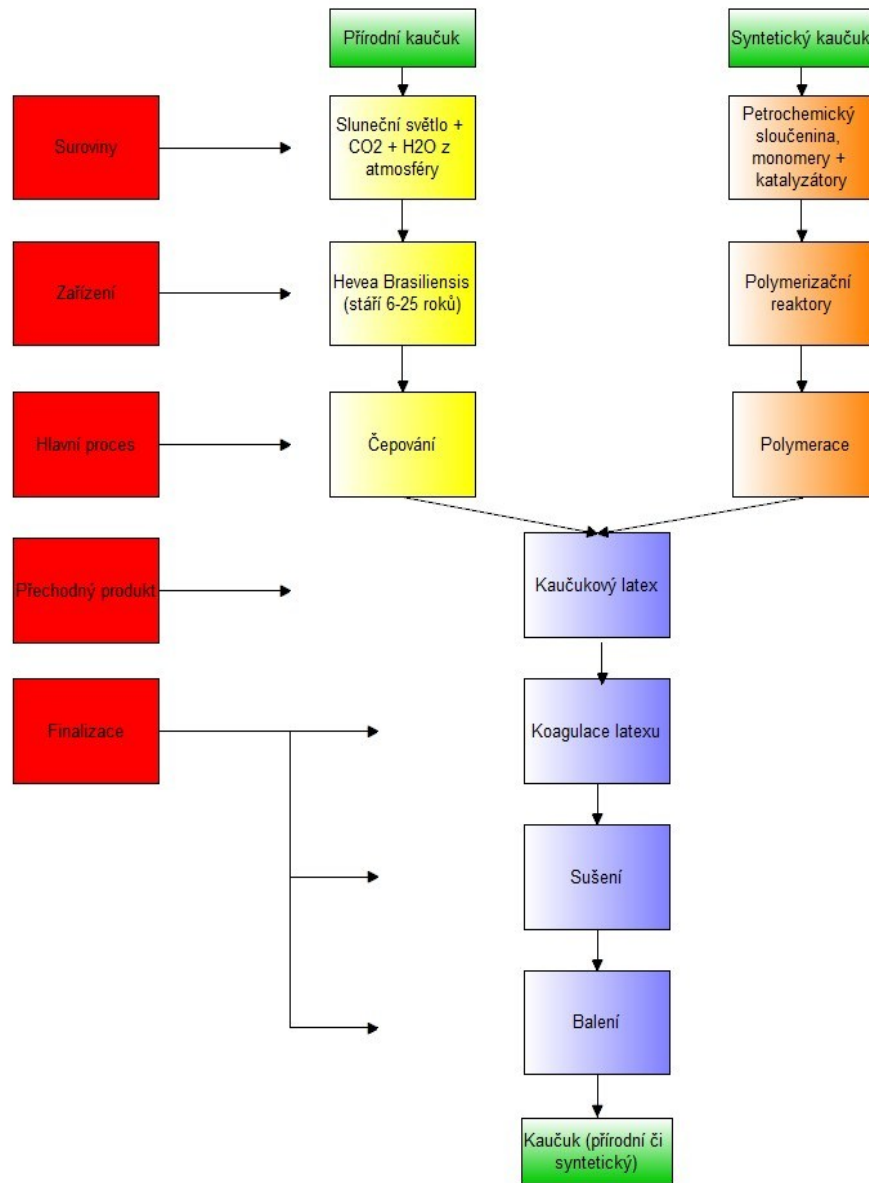 Přírodní kaučuk
Syntetický kaučuk
Suroviny
Sluneční světlo +
CO2 + H2O z
atmosféry
Petrochemický
sloučenina,
monomery +
katalyzátory
Zařízení
Hevea Brasiliensis
(stáří 6-25 roků)
Polymerizační
reaktory
Hlavní proces
Čepování
Polymerace
Přechodný produkt
Kaučukový latex
Finalizace
Koagulace latexu
Sušení
Balení
Kaučuk (přírodní či
syntetický)